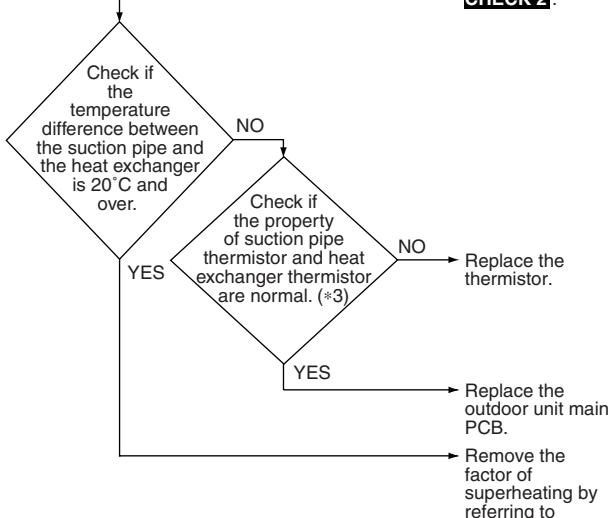 CHECK 2 .
Check if
the
temperature
difference between
the suction pipe and
the heat exchanger
is 20˚C and
over.
NO
YES
Check if
the property
of suction pipe
thermistor and heat
exchanger thermistor
are normal. (*3)
NO
Replace the
thermistor.
YES
Replace the
outdoor unit main
PCB.
Remove the
factor of
superheating by
referring to